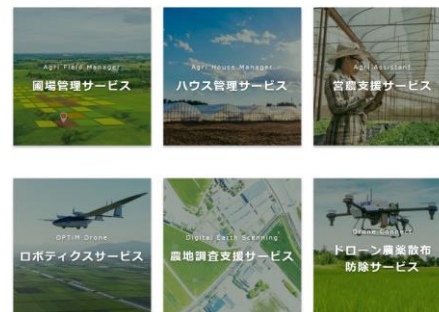 Agri Field Manager
圃場管理サービス
Agri House Manager
ハウス管理サービス
Agri Assistant
営農支援サービス
OPTiM Drone
ロボティクスサービス
Digital Earth Scanning
農地調査支援サービス
Drone Connect
ドローン農薬散布
防除サービス